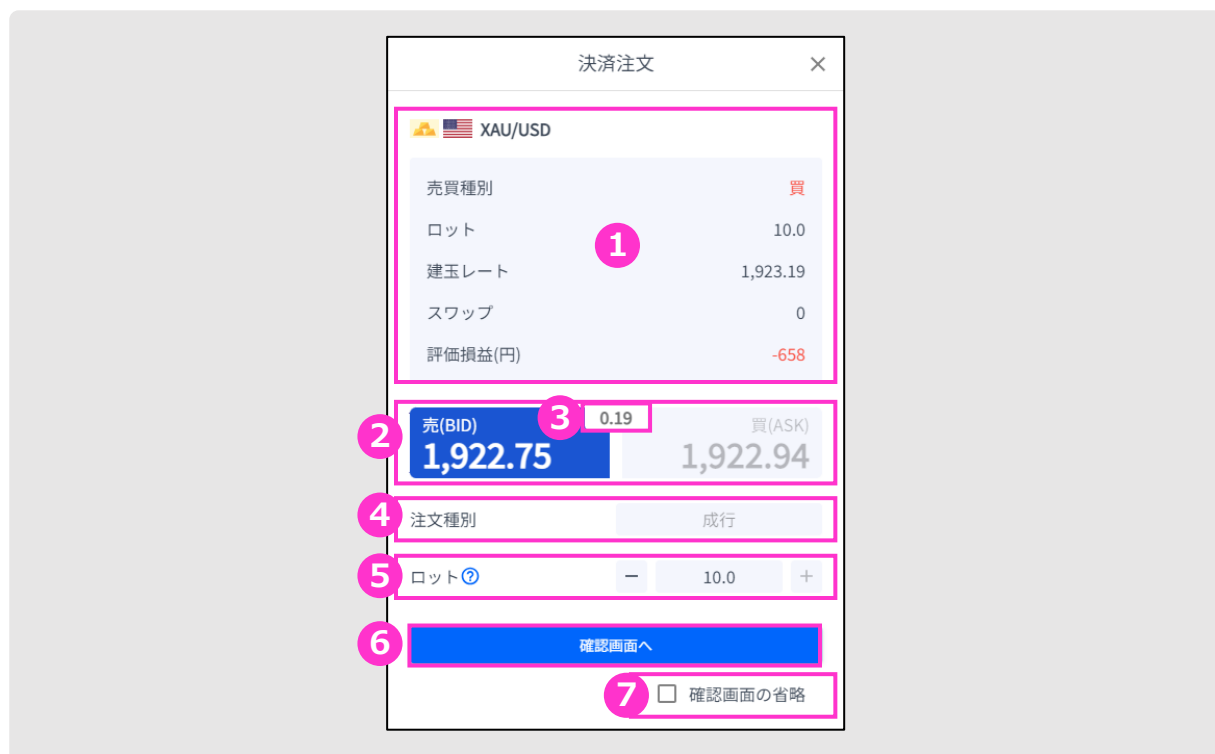 決済注文 ×
XAU/USD
売買種別 買
ロット 10.0
1
建玉レート 1,923.19
スワップ 0
評価損益(円) -658
2
3
売(BID) 0.19 買(ASK)
1,922.75 1,922.94
4
注文種別 成行
5
ロット? − 10.0 +
6
確認画面へ
7
確認画面の省略